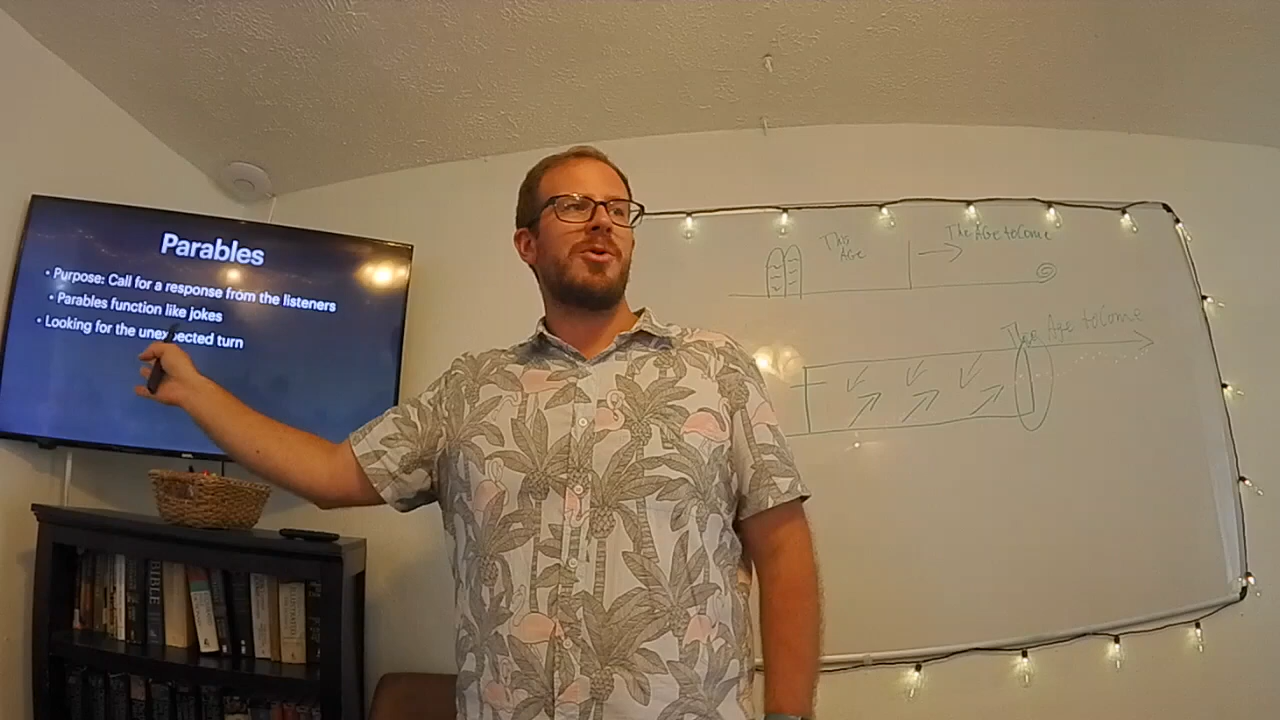 Parables
• Purpose: Call for a response from the listeners
• Parables function like jokes
• Looking for the unexpected turn
This Age
The Age to Come
The Age to Come
BIBLE